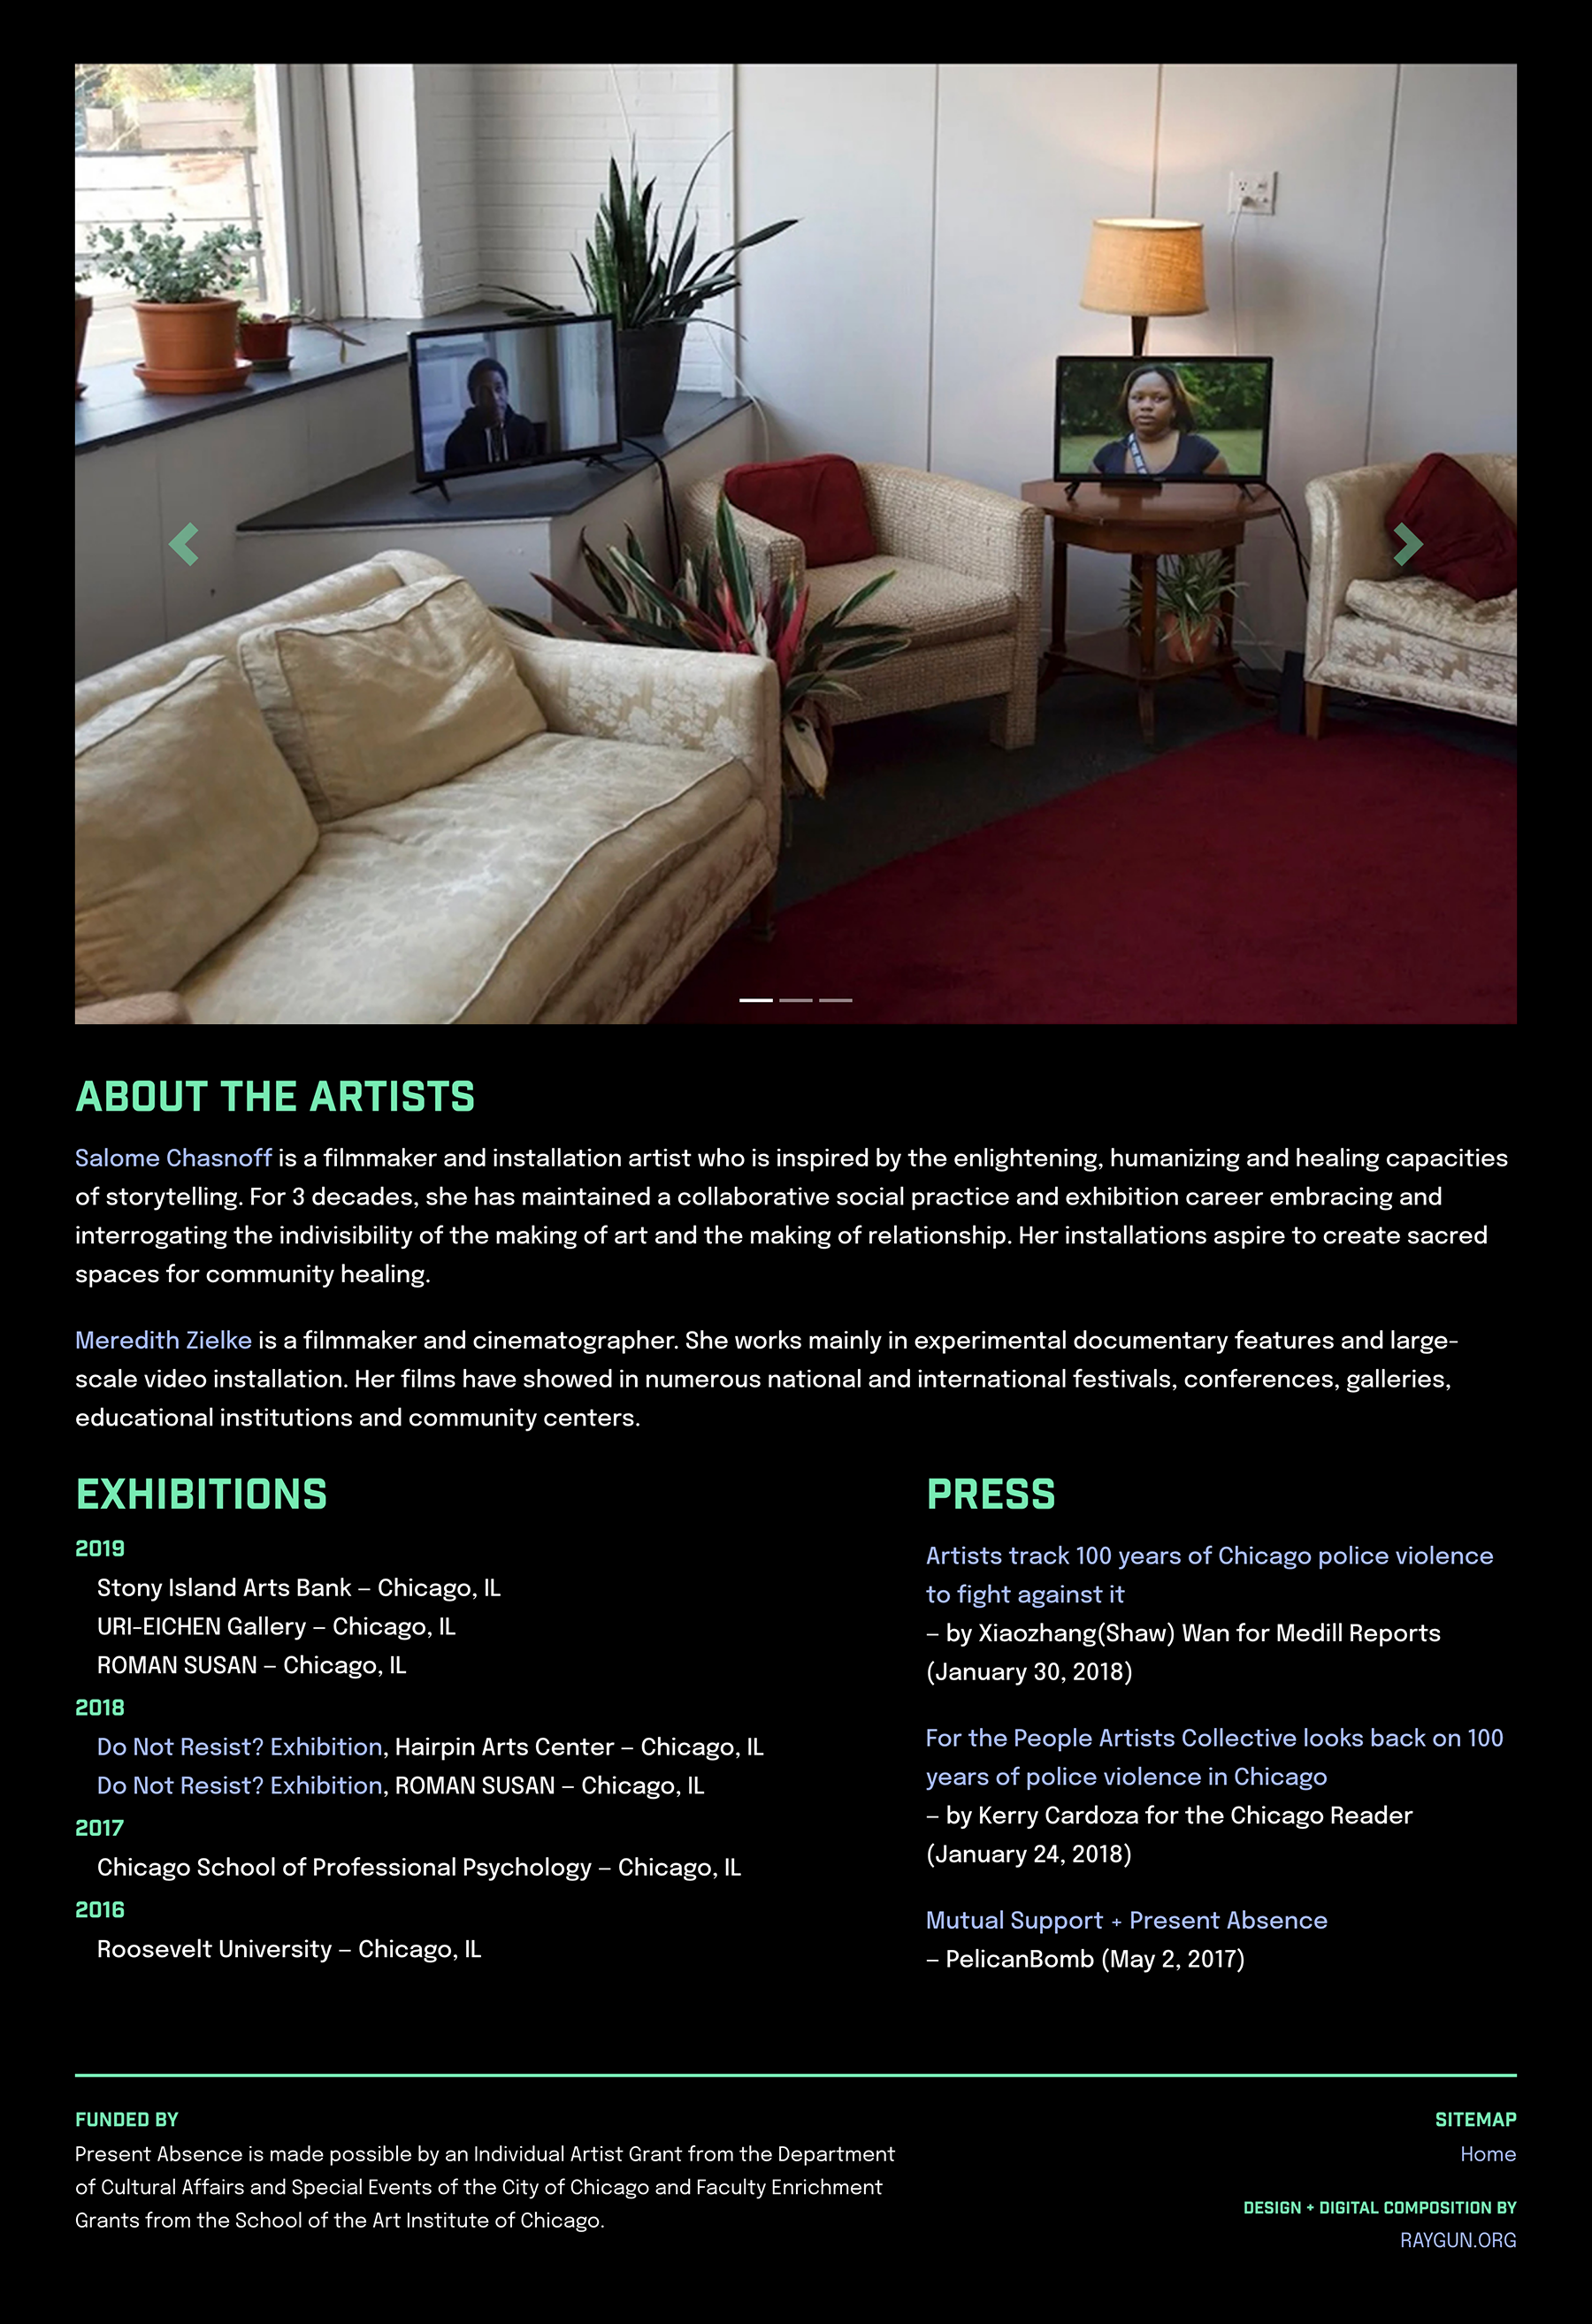 ABOUT THE ARTISTS
Salome Chasnoff is a filmmaker and installation artist who is inspired by the enlightening, humanizing and healing capacities
of storytelling. For 3 decades, she has maintained a collaborative social practice and exhibition career embracing and
interrogating the indivisibility of the making of art and the making of relationship. Her installations aspire to create sacred
spaces for community healing.
Meredith Zielke is a filmmaker and cinematographer. She works mainly in experimental documentary features and large-
scale video installation. Her films have showed in numerous national and international festivals, conferences, galleries,
educational institutions and community centers.
EXHIBITIONS
2019
Stony Island Arts Bank – Chicago, IL
URI-EICHEN Gallery – Chicago, IL
ROMAN SUSAN – Chicago, IL
2018
Do Not Resist? Exhibition, Hairpin Arts Center – Chicago, IL
Do Not Resist? Exhibition, ROMAN SUSAN – Chicago, IL
2017
Chicago School of Professional Psychology – Chicago, IL
2016
Roosevelt University – Chicago, IL
PRESS
Artists track 100 years of Chicago police violence
to fight against it
– by Xiaozhang(Shaw) Wan for Medill Reports
(January 30, 2018)
For the People Artists Collective looks back on 100
years of police violence in Chicago
– by Kerry Cardoza for the Chicago Reader
(January 24, 2018)
Mutual Support + Present Absence
– PelicanBomb (May 2, 2017)
FUNDED BY
Present Absence is made possible by an Individual Artist Grant from the Department
of Cultural Affairs and Special Events of the City of Chicago and Faculty Enrichment
Grants from the School of the Art Institute of Chicago.
SITEMAP
Home
DESIGN + DIGITAL COMPOSITION BY
RAYGUN.ORG